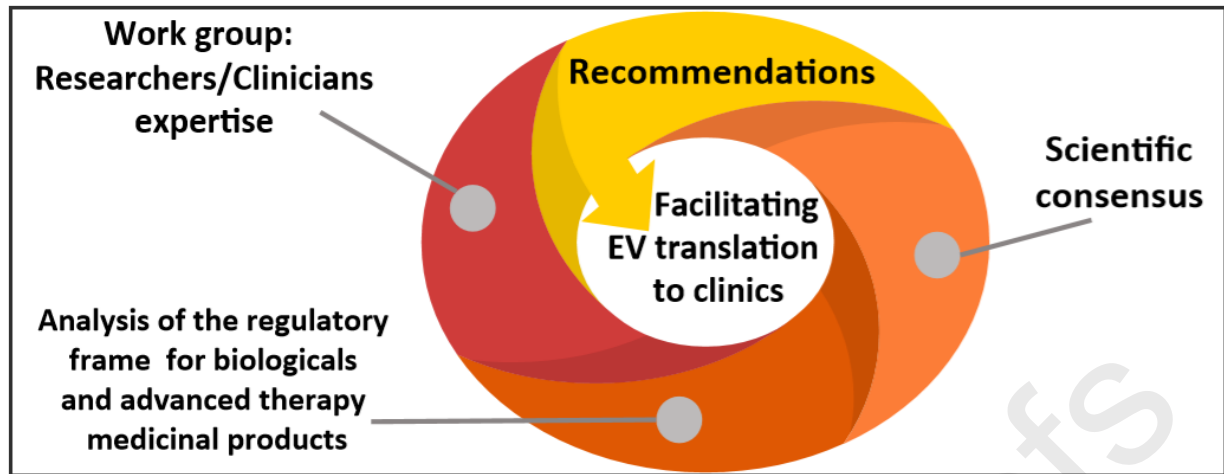 Work group:
Researchers/Clinicians
expertise
Recommendations
Scientific
consensus
Facilitating
EV translation
to clinics
Analysis of the regulatory
frame for biologicals
and advanced therapy
medicinal products
fs